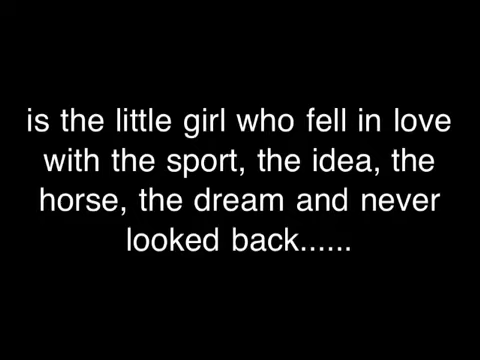 is the little girl who fell in love
with the sport, the idea, the
horse, the dream and never
looked back......